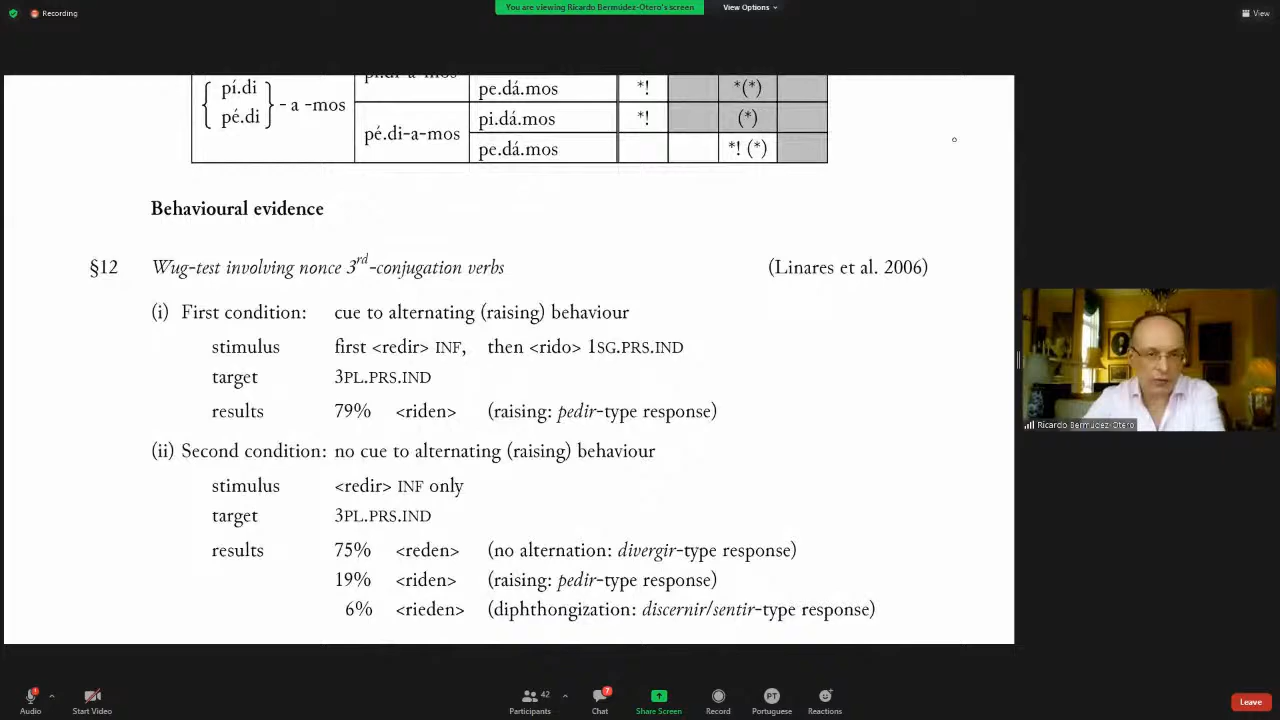 Recording
You are viewing Ricardo Bermúdez-Otero's screen
View Options
View
pí.di
pé.di
- a -mos
pé.di-a-mos
pe.dá.mos *! *(*)
pi.dá.mos *! (*)
pe.dá.mos *! (*)
Behavioural evidence
§12 Wug-test involving nonce 3rd-conjugation verbs (Linares et al. 2006)
(i) First condition: cue to alternating (raising) behaviour
stimulus first <redir> INF, then <rido> 1SG.PRS.IND
target 3PL.PRS.IND
results 79% <riden> (raising: pedir-type response)
(ii) Second condition: no cue to alternating (raising) behaviour
stimulus <redir> INF only
target 3PL.PRS.IND
results 75% <reden> (no alternation: divergir-type response)
19% <riden> (raising: pedir-type response)
6% <rieden> (diphthongization: discernir/sentir-type response)
Ricardo Bermúdez-Otero
Audio
Start Video
42
Participants
7
Chat
Share Screen
Record
PT
Portuguese
Reactions
Leave